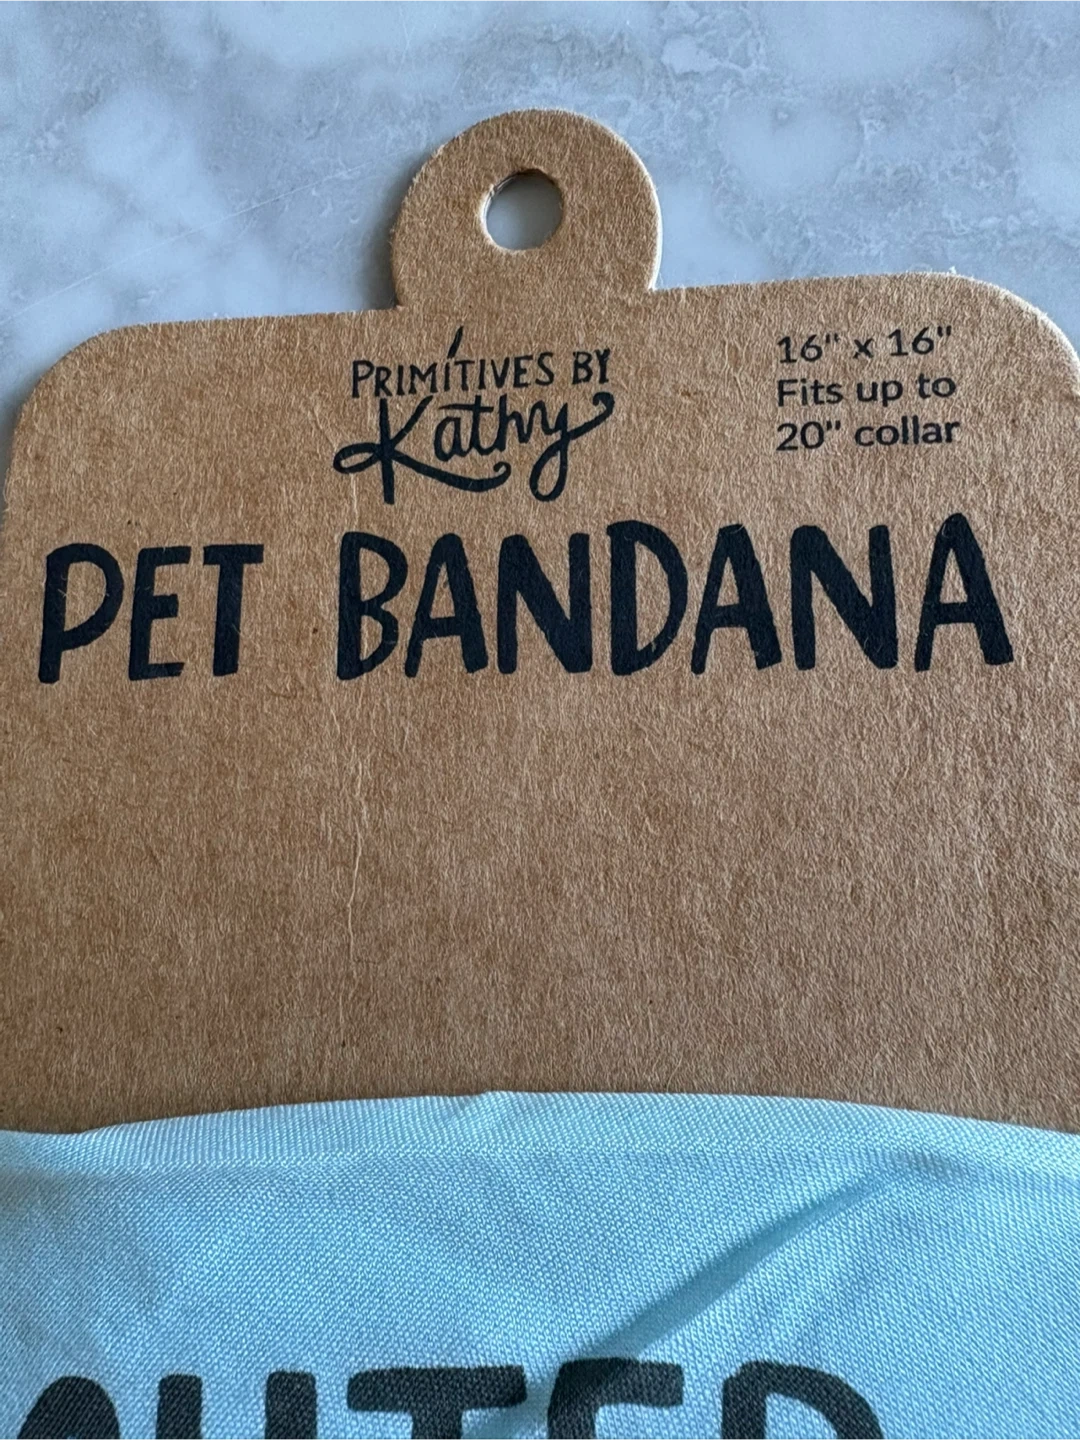 PRIMITIVES BY
Kathy
16" x 16"
Fits up to
20" collar
PET BANDANA